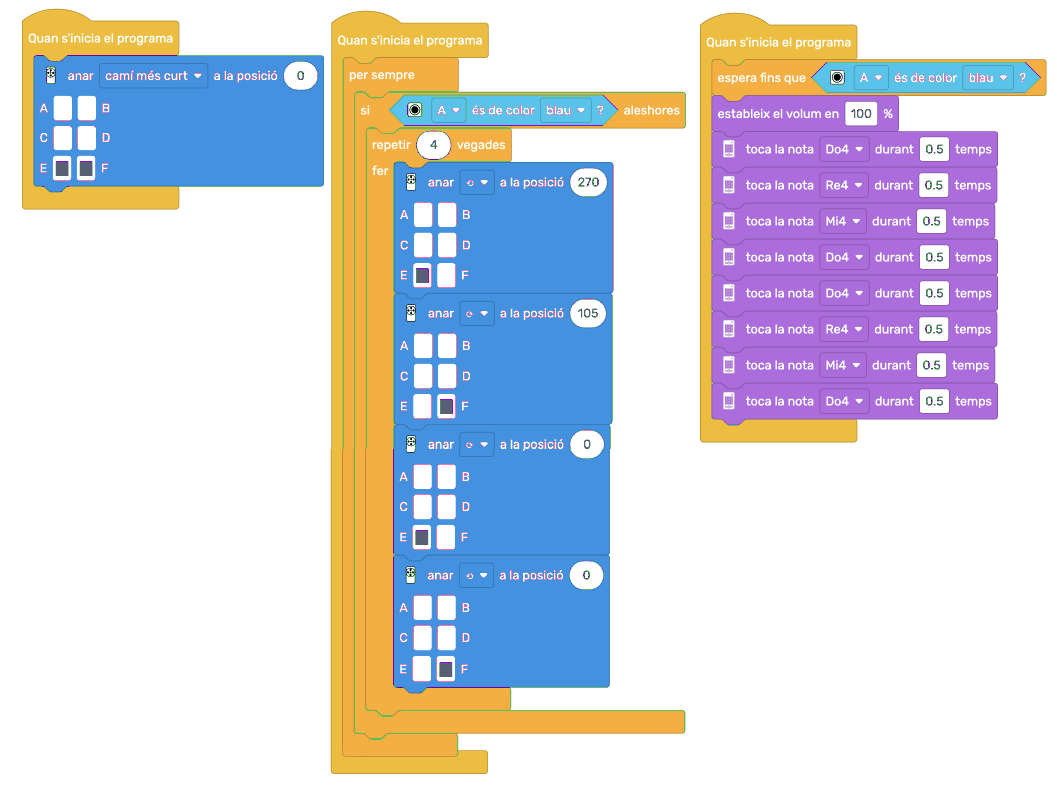 Quan s'inicia el programa
anar camí més curt a la posició 0
A B
C D
E F
Quan s'inicia el programa
per sempre
si A és de color blau ? aleshores
repetir 4 vegades
fer
anar a la posició 270
A B
C D
E F
anar a la posició 105
A B
C D
E F
anar a la posició 0
A B
C D
E F
anar a la posició 0
A B
C D
E F
Quan s'inicia el programa
espera fins que A és de color blau ?
estableix el volum en 100 %
toca la nota Do4 durant 0.5 temps
toca la nota Re4 durant 0.5 temps
toca la nota Mi4 durant 0.5 temps
toca la nota Do4 durant 0.5 temps
toca la nota Do4 durant 0.5 temps
toca la nota Re4 durant 0.5 temps
toca la nota Mi4 durant 0.5 temps
toca la nota Do4 durant 0.5 temps